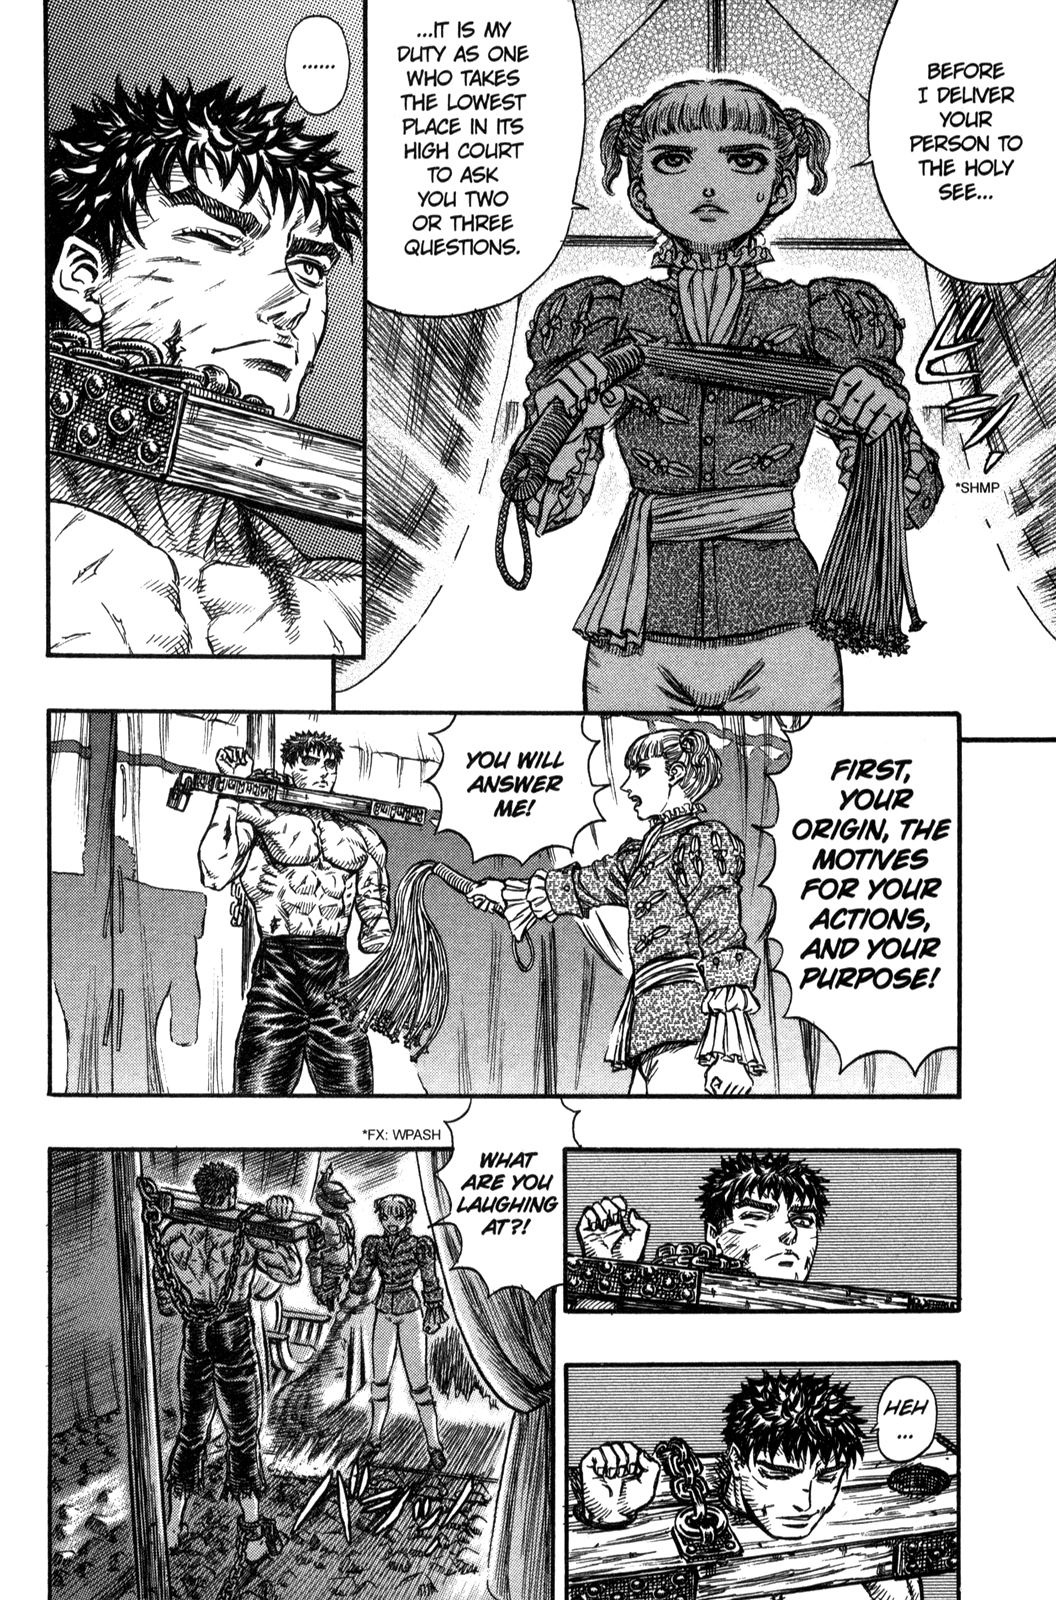 BEFORE
I DELIVER
YOUR
PERSON TO
THE HOLY
SEE...
...IT IS MY
DUTY AS ONE
WHO TAKES
THE LOWEST
PLACE IN ITS
HIGH COURT
TO ASK
YOU TWO
OR THREE
QUESTIONS.
*SHMP
......
FIRST,
YOUR
ORIGIN, THE
MOTIVES
FOR YOUR
ACTIONS,
AND YOUR
PURPOSE!
YOU WILL
ANSWER
ME!
HEH
...
WHAT
ARE YOU
LAUGHING
AT?!
*FX: WPASH